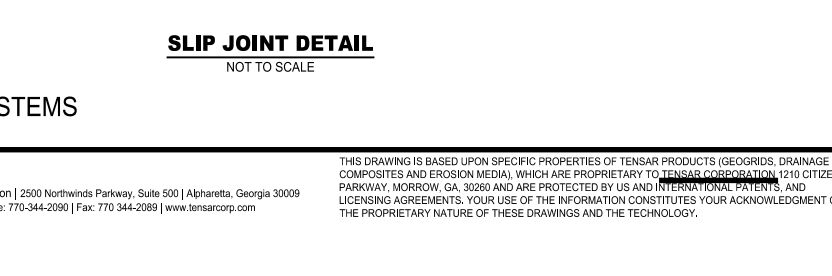 SLIP JOINT DETAIL
NOT TO SCALE
STEMS
on | 2500 Northwinds Parkway, Suite 500 | Alpharetta, Georgia 30009
e: 770-344-2090 | Fax: 770 344-2089 | www.tensarcorp.com
THIS DRAWING IS BASED UPON SPECIFIC PROPERTIES OF TENSAR PRODUCTS (GEOGRIDS, DRAINAGE
COMPOSITES AND EROSION MEDIA), WHICH ARE PROPRIETARY TO TENSAR CORPORATION 1210 CITIZE
PARKWAY, MORROW, GA, 30260 AND ARE PROTECTED BY US AND INTERNATIONAL PATENTS, AND
LICENSING AGREEMENTS. YOUR USE OF THE INFORMATION CONSTITUTES YOUR ACKNOWLEDGMENT
THE PROPRIETARY NATURE OF THESE DRAWINGS AND THE TECHNOLOGY.